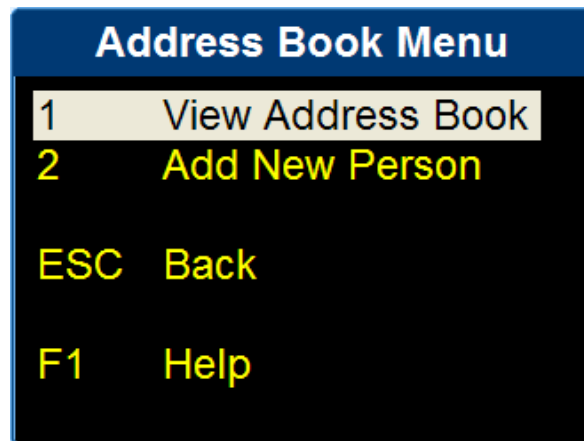 Address Book Menu
1 View Address Book
2 Add New Person
ESC Back
F1 Help